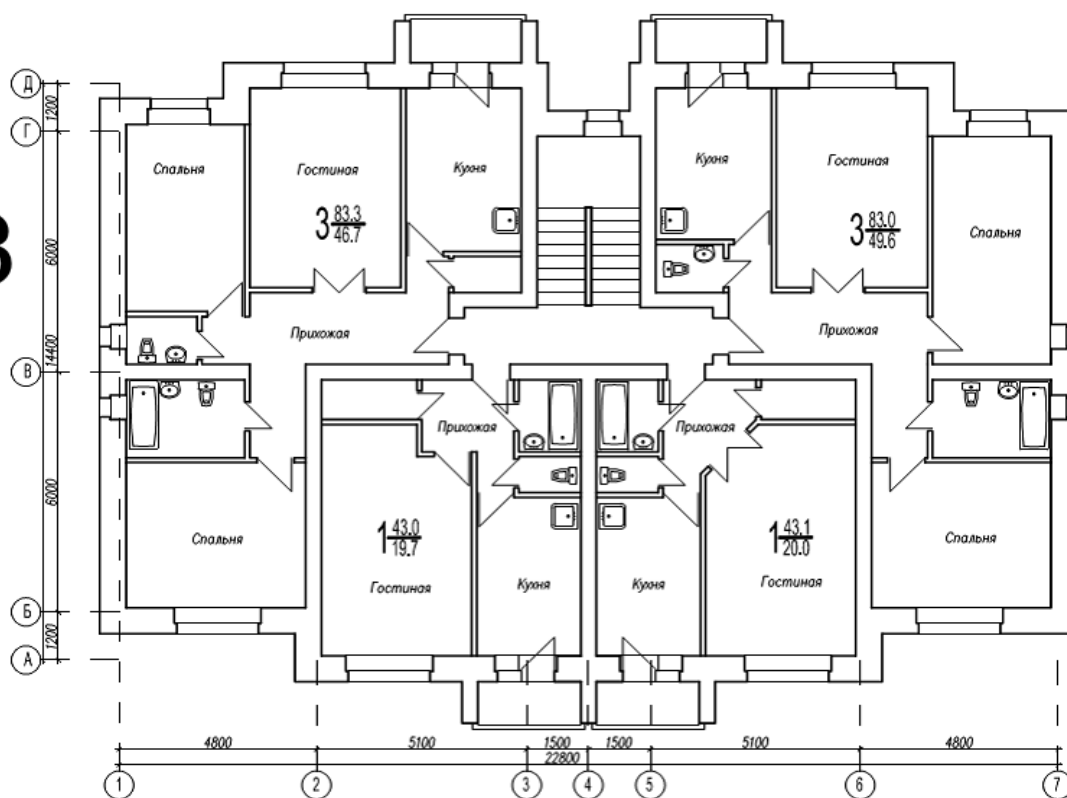 Д
1200
Г
Спальня
Гостиная
Кухня
Кухня
Гостиная
Спальня
3 83.3
46.7
3 83.0
49.6
6000
Прихожая
Прихожая
14400
В
Прихожая
Прихожая
6000
1 43.0
19.7
1 43.1
20.0
Спальня
Гостиная
Кухня
Кухня
Гостиная
Спальня
Б
1200
А
4800
5100
1500
1500
5100
4800
22800
1
2
3
4
5
6
7